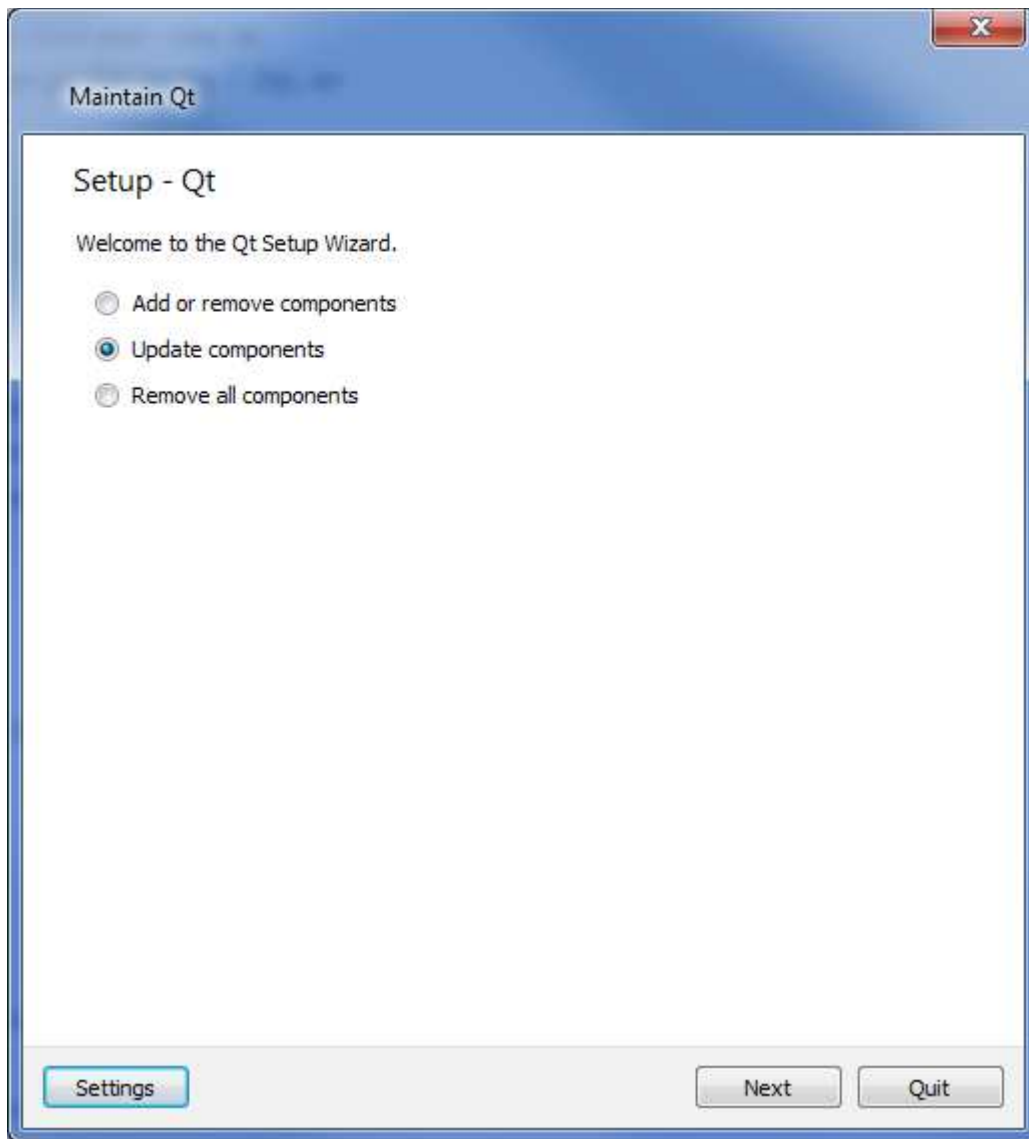 Maintain Qt
Setup - Qt
Welcome to the Qt Setup Wizard.
Add or remove components
Update components
Remove all components
Settings
Next
Quit